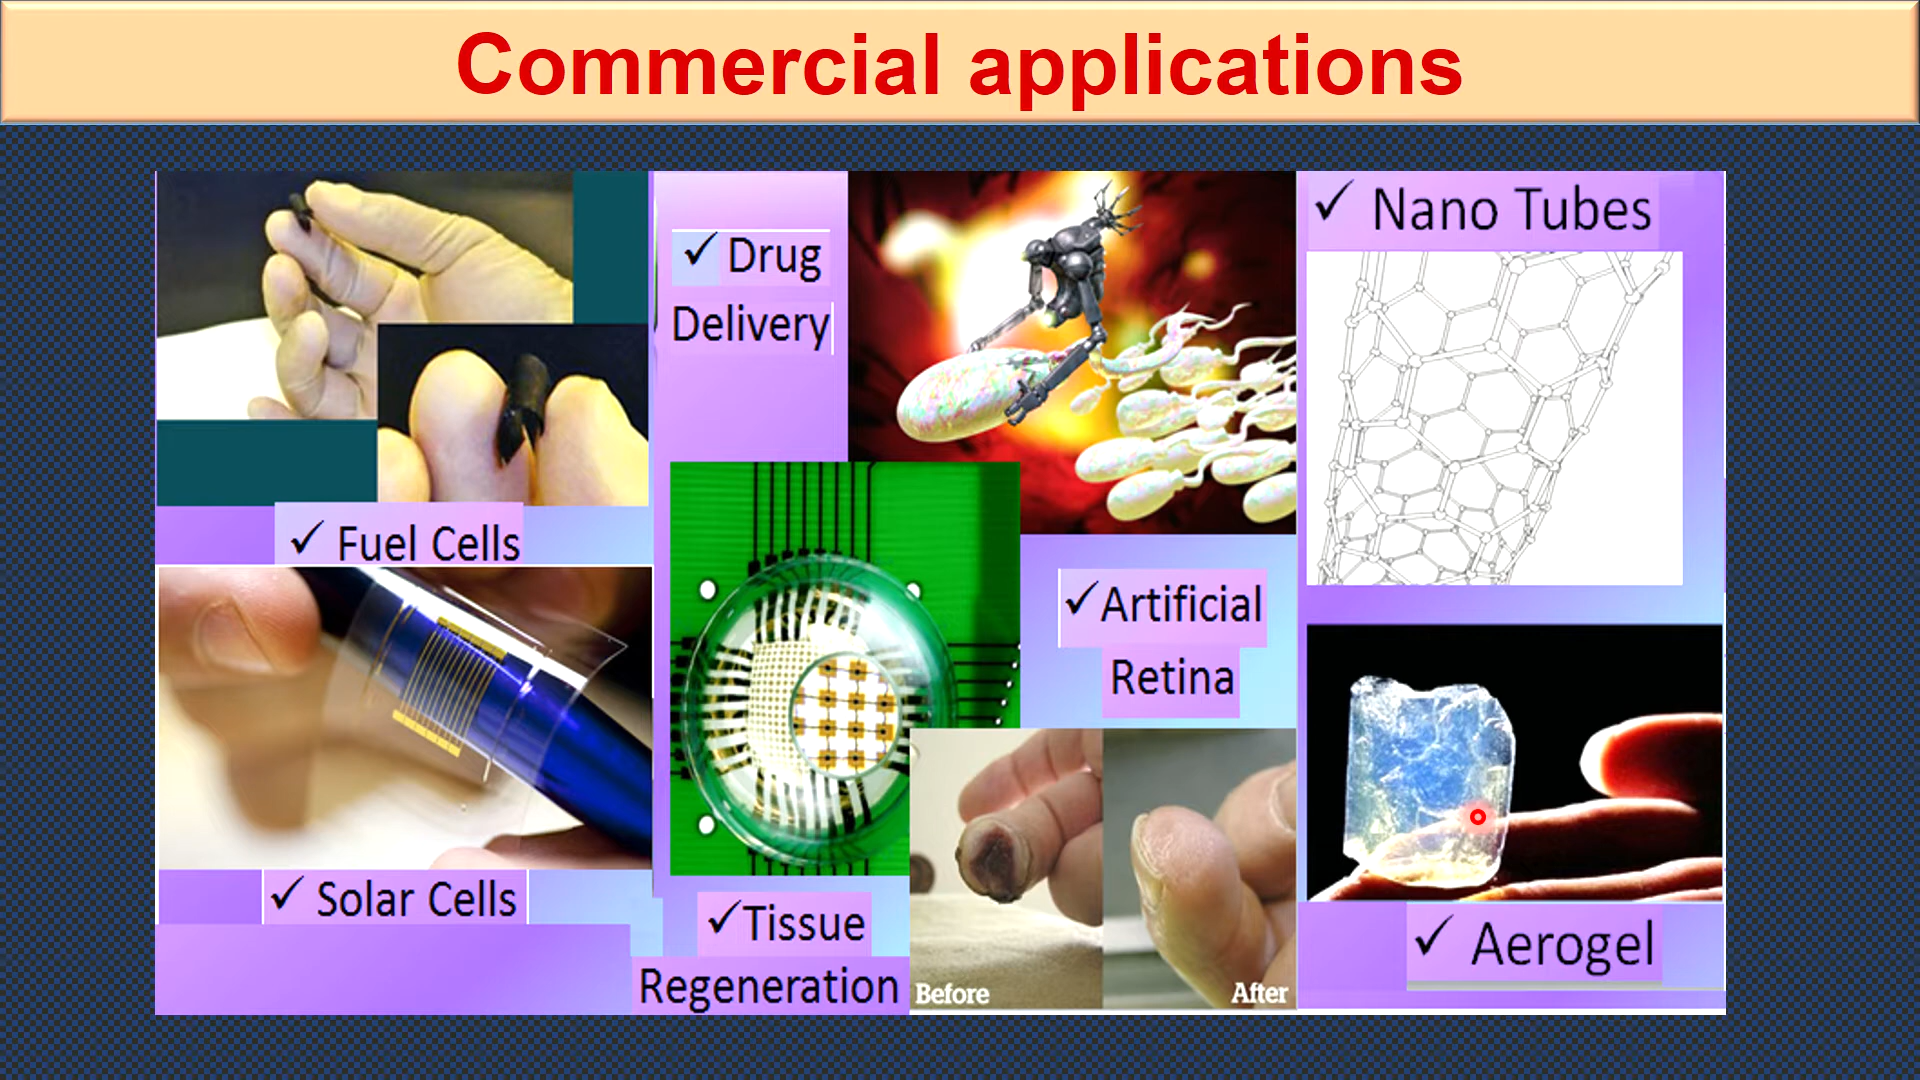 Commercial applications
✓ Fuel Cells
✓ Solar Cells
✓ Drug
Delivery
✓Artificial
Retina
✓Tissue
Regeneration
Before
After
✓ Nano Tubes
✓ Aerogel